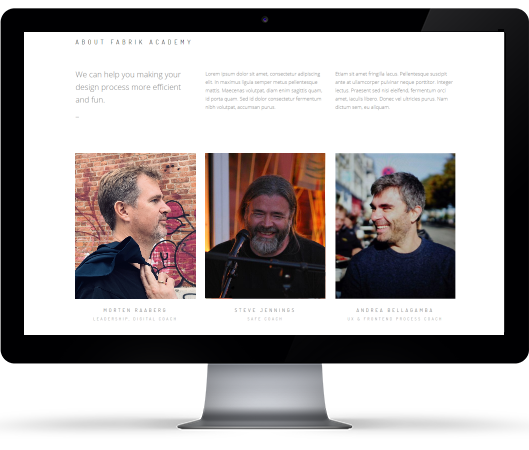 ABOUT FABRIK ACADEMY
We can help you making your
design process more efficient
and fun.
Lorem ipsum dolor sit amet, consectetur adipiscing
elit. In maximus ligula semper metus pellentesque
mattis. Maecenas volutpat, diam enim sagittis quam,
id porta quam. Sed id dolor consectetur fermentum
nibh volutpat, accumsan purus
Etiam sit amet fringilla lacus. Pellentesque suscipit
ante at ullamcorper pulvinar neque porttitor. Integer
lectus. Praesent sed nisi eleifend, fermentum orci
amet, iaculis libero. Donec vel ultricies purus. Nam
dictum sem eu aliquam
MORTEN RAABERG
LEADERSHIP, DIGITAL COACH
STEVE JENNINGS
SAFE COACH
ANDREA BELLAGAMBA
UX & FRONTEND PROCESS COACH